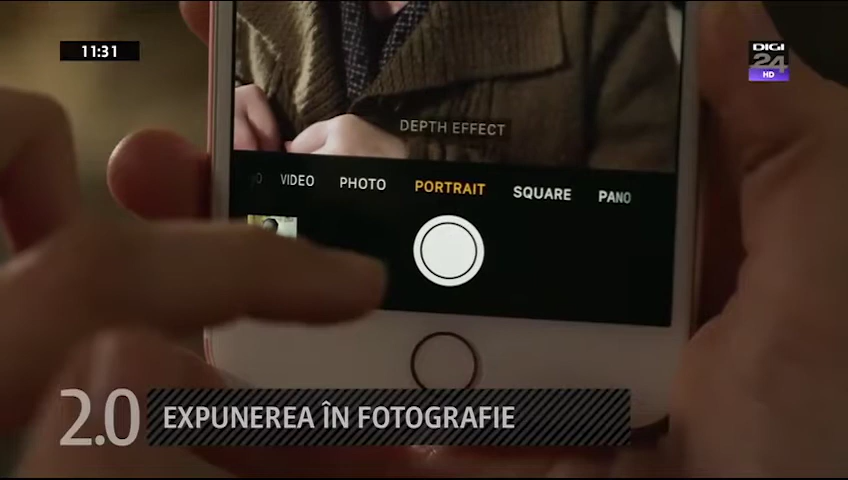 11:31
DIGI
24
HD
DEPTH EFFECT
VIDEO PHOTO PORTRAIT SQUARE PANO
2.0 EXPUNEREA ÎN FOTOGRAFIE